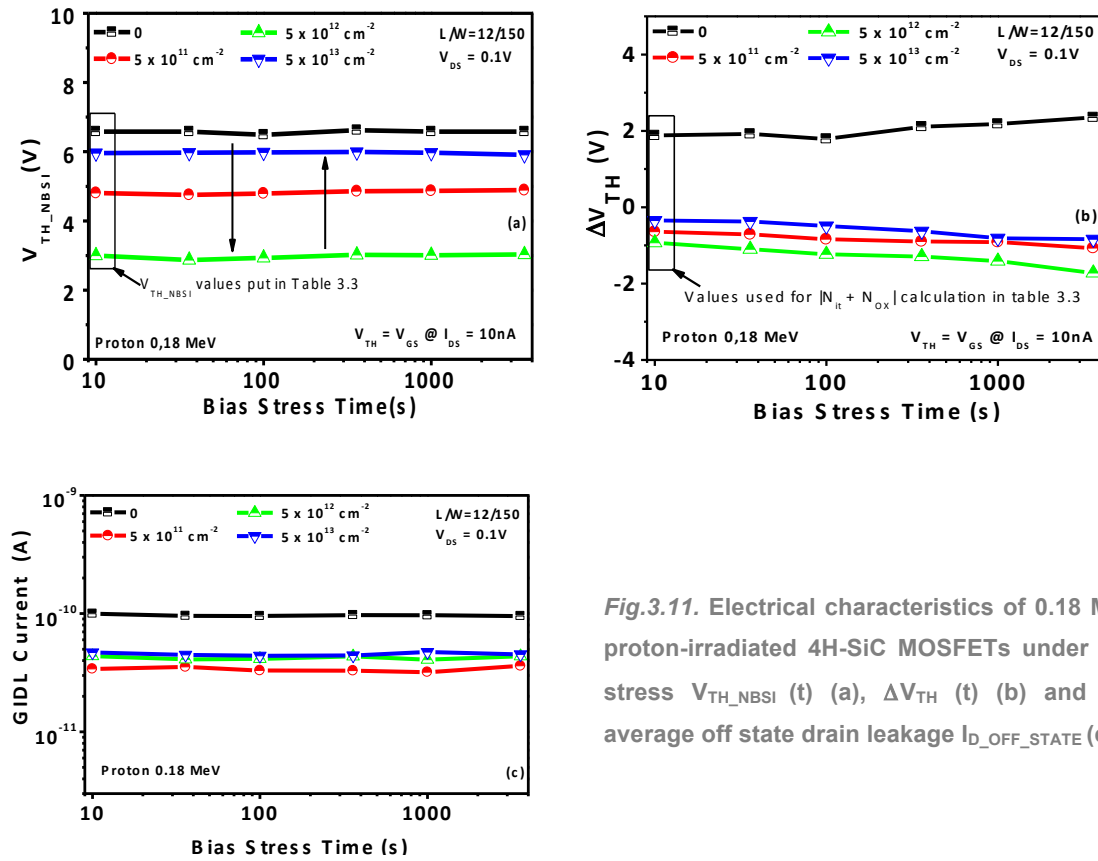 0
5 x 10¹² cm⁻²
L/W=12/150
5 x 10¹¹ cm⁻²
5 x 10¹³ cm⁻²
V_DS = 0.1V
10
8
6
4
2
0
V_TH_NBSI (V)
(a)
V_TH_NBSI values put in Table 3.3
Proton 0,18 MeV
V_TH = V_GS @ I_DS = 10nA
10
100
1000
Bias Stress Time(s)
0
5 x 10¹² cm⁻²
L/W=12/150
5 x 10¹¹ cm⁻²
5 x 10¹³ cm⁻²
V_DS = 0.1V
4
2
0
-2
-4
ΔV_TH (V)
(b)
Values used for |N_it + N_OX| calculation in table 3.3
Proton 0,18 MeV
V_TH = V_GS @ I_DS = 10nA
10
100
1000
Bias Stress Time (s)
0
5 x 10¹² cm⁻²
L/W=12/150
5 x 10¹¹ cm⁻²
5 x 10¹³ cm⁻²
V_DS = 0.1V
10⁻⁹
10⁻¹⁰
10⁻¹¹
GIDL Current (A)
Proton 0.18 MeV
(c)
10
100
1000
Bias Stress Time (s)
Fig.3.11. Electrical characteristics of 0.18 M
proton-irradiated 4H-SiC MOSFETs under
stress V_TH_NBSI (t) (a), ΔV_TH (t) (b) and
average off state drain leakage I_D_OFF_STATE (